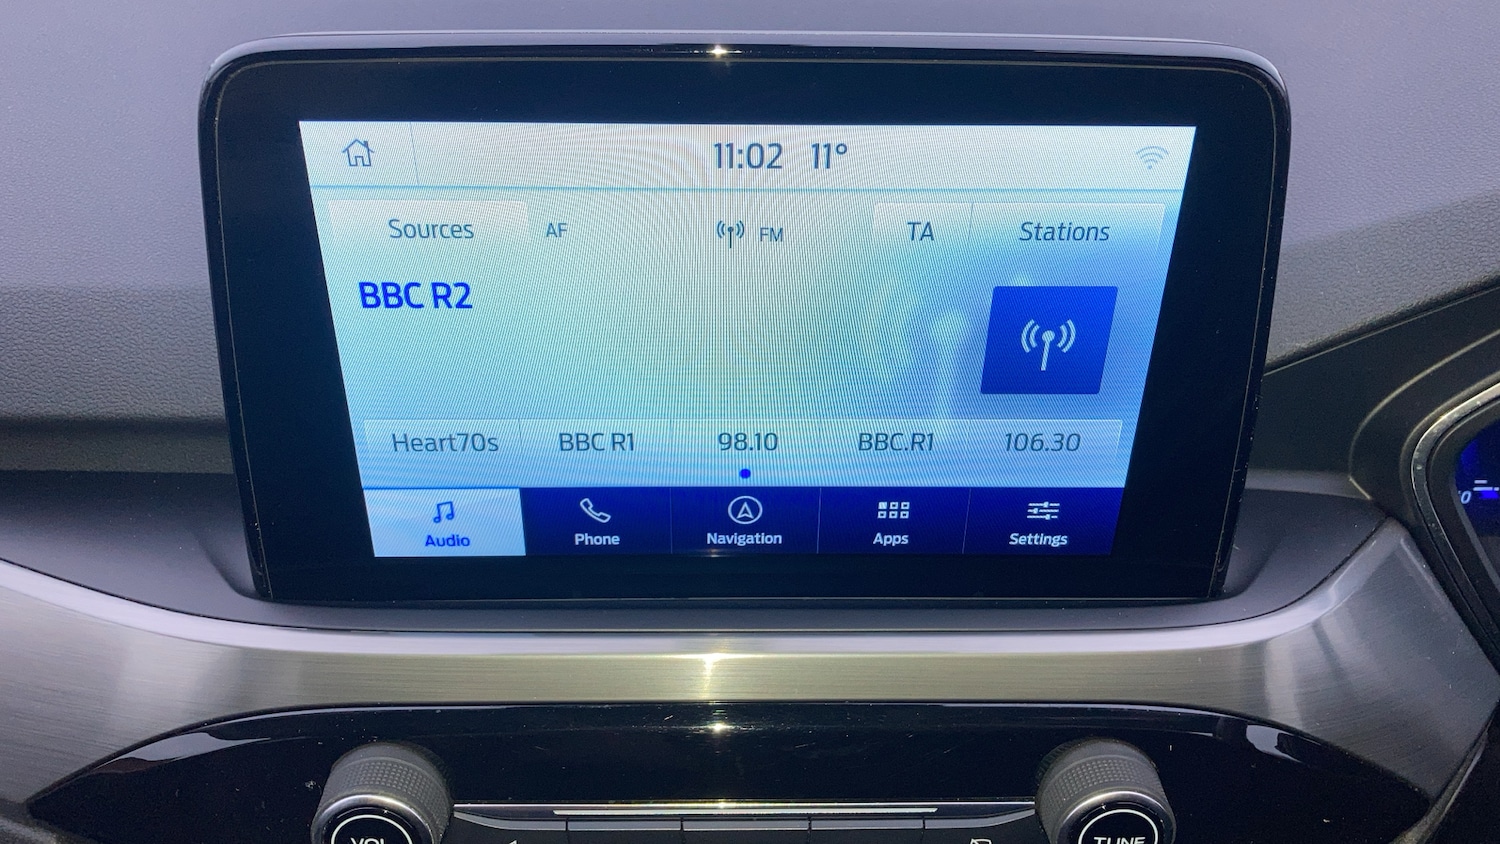 11:02 11°
Sources AF FM TA Stations
BBC R2
Heart70s BBC R1 98.10 BBC.R1 106.30
Audio Phone Navigation Apps Settings
VOL TUNE